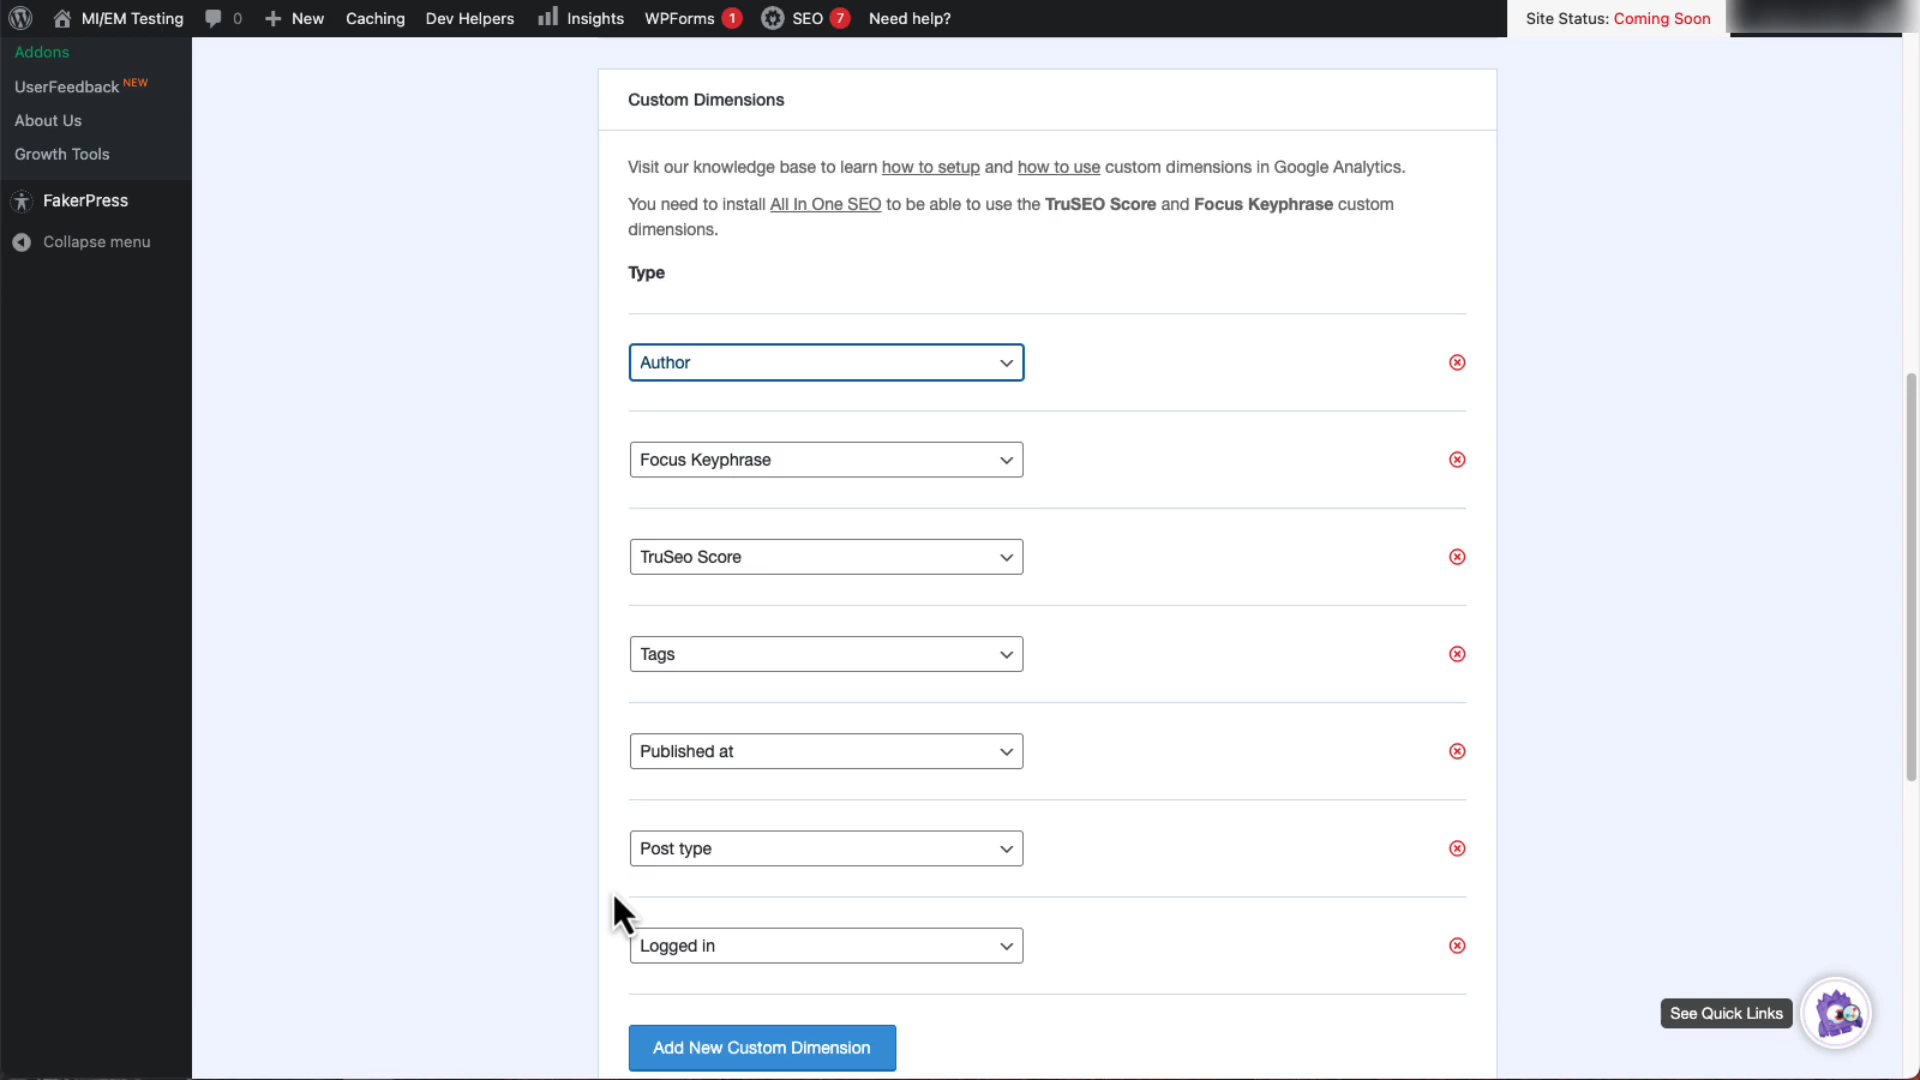 MI/EM Testing 0 New Caching Dev Helpers Insights WPForms 1 SEO 7 Need help? Site Status: Coming Soon
Addons
UserFeedback NEW
About Us
Growth Tools
FakerPress
Collapse menu
Custom Dimensions
Visit our knowledge base to learn how to setup and how to use custom dimensions in Google Analytics.
You need to install All In One SEO to be able to use the TruSEO Score and Focus Keyphrase custom
dimensions.
Type
Author
Focus Keyphrase
TruSeo Score
Tags
Published at
Post type
Logged in
Add New Custom Dimension
See Quick Links